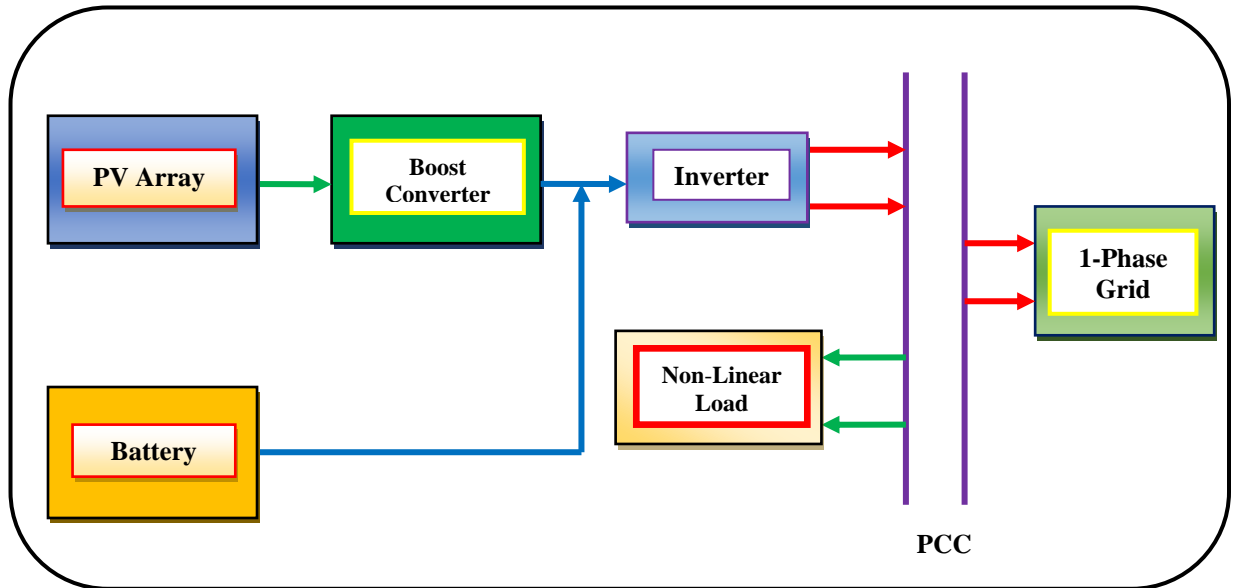 PV Array
Boost
Converter
Inverter
1-Phase
Grid
Non-Linear
Load
Battery
PCC